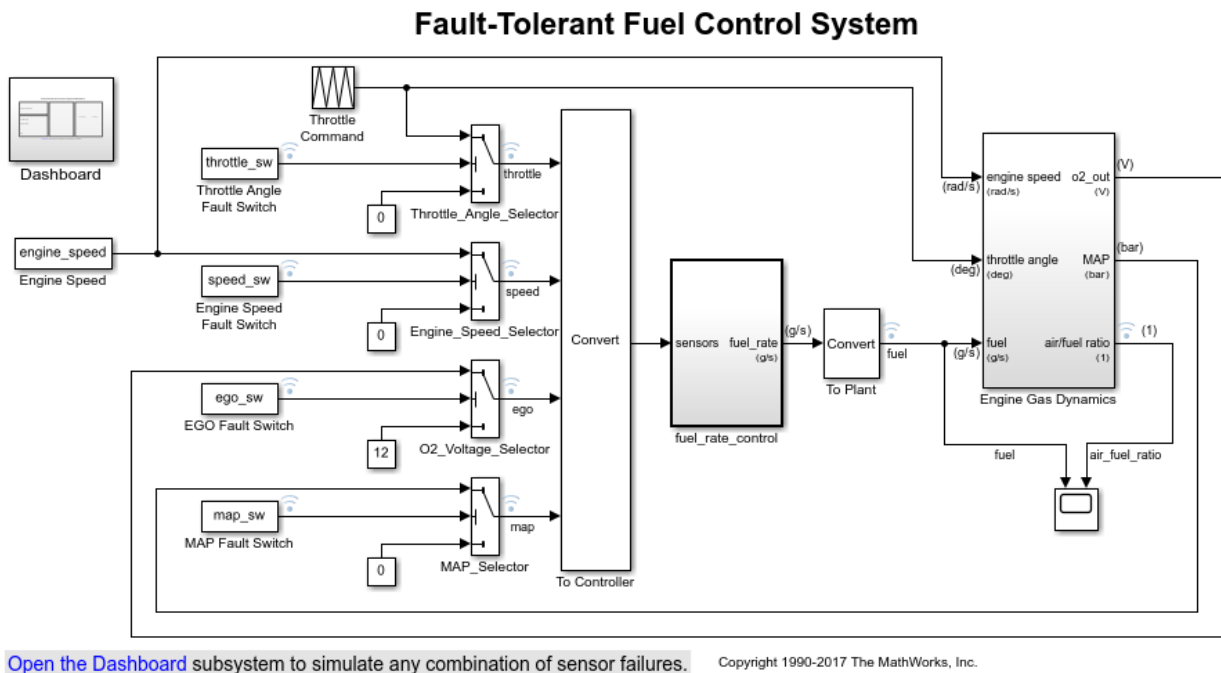 Fault-Tolerant Fuel Control System
Dashboard
Throttle
Command
throttle_sw
Throttle Angle
Fault Switch
0
throttle
Throttle_Angle_Selector
engine_speed
Engine Speed
speed_sw
Engine Speed
Fault Switch
0
speed
Engine_Speed_Selector
ego_sw
EGO Fault Switch
12
ego
O2_Voltage_Selector
map_sw
MAP Fault Switch
0
map
MAP_Selector
Convert
To Controller
sensors
fuel_rate
(g/s)
fuel_rate_control
(g/s)
Convert
To Plant
fuel
(rad/s)
engine speed
(rad/s)
o2_out
(V)
(V)
(deg)
throttle angle
(deg)
MAP
(bar)
(bar)
(g/s)
fuel
(g/s)
air/fuel ratio
(1)
(1)
Engine Gas Dynamics
fuel
air_fuel_ratio
Open the Dashboard subsystem to simulate any combination of sensor failures.
Copyright 1990-2017 The MathWorks, Inc.